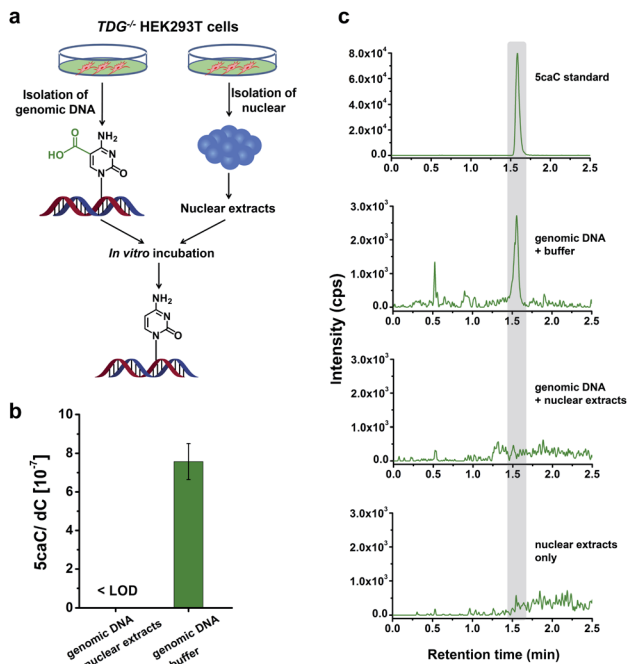 a
TDG-/- HEK293T cells
Isolation of
genomic DNA
Isolation of
nuclear
O
HO
NH2
N
N
O
Nuclear extracts
In vitro incubation
NH2
N
N
O
b
5caC/ dC [10-7]
10
8
6
4
2
0
< LOD
genomic DNA
nuclear extracts
genomic DNA
buffer
c
Intensity (cps)
8.0x10⁴
6.0x10⁴
4.0x10⁴
2.0x10⁴
0.0
5caC standard
0.0 0.5 1.0 1.5 2.0 2.5
3.0x10³
2.0x10³
1.0x10³
0.0
genomic DNA
+ buffer
0.0 0.5 1.0 1.5 2.0 2.5
3.0x10³
2.0x10³
1.0x10³
0.0
genomic DNA
+ nuclear extracts
0.0 0.5 1.0 1.5 2.0 2.5
3.0x10³
2.0x10³
1.0x10³
0.0
nuclear extracts
only
0.0 0.5 1.0 1.5 2.0 2.5
Retention time (min)